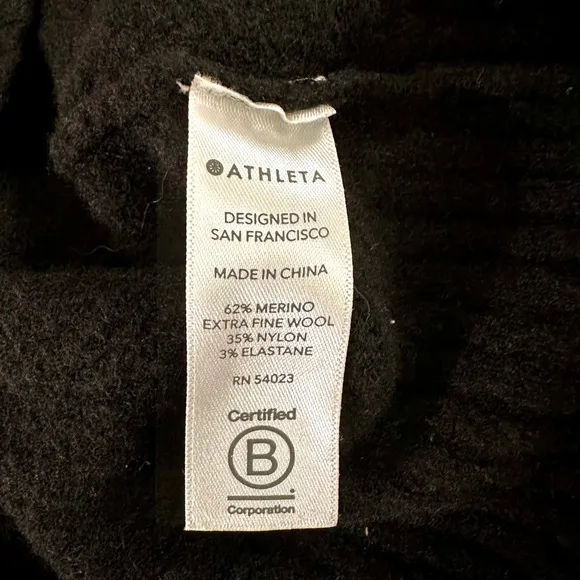 ATHLETA
DESIGNED IN
SAN FRANCISCO
MADE IN CHINA
62% MERINO
EXTRA FINE WOOL
35% NYLON
3% ELASTANE
RN 54023
Certified
B
Corporation